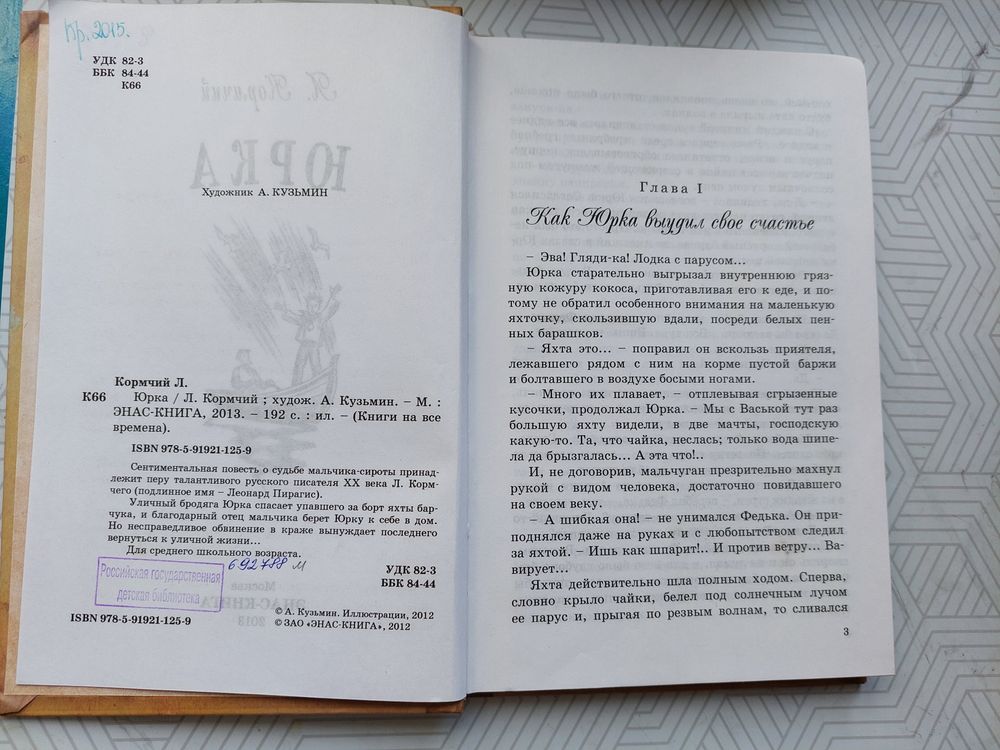 Кр. 2015.
УДК 82-3
ББК 84-44
К66
Художник А. КУЗЬМИН
Кормчий Л.
К66 Юрка / Л. Кормчий ; худож. А. Кузьмин. – М. :
ЭНАС-КНИГА, 2013. – 192 с. : ил. – (Книги на все
времена).
ISBN 978-5-91921-125-9
Сентиментальная повесть о судьбе мальчика-сироты принад-
лежит перу талантливого русского писателя XX века Л. Корм-
чего (подлинное имя – Леонард Пирагис).
Уличный бродяга Юрка спасает упавшего за борт яхты бар-
чука, и благодарный отец мальчика берет Юрку к себе в дом.
Но несправедливое обвинение в краже вынуждает последнего
вернуться к уличной жизни...
Для среднего школьного возраста.
692788 м
УДК 82-3
ББК 84-44
Российская государственная
детская библиотека
© А. Кузьмин. Иллюстрации, 2012
ISBN 978-5-91921-125-9
© ЗАО «ЭНАС-КНИГА», 2012
Глава I
Как Юрка выудил свое счастье
– Эва! Гляди-ка! Лодка с парусом...
Юрка старательно выгрызал внутреннюю гряз-
ную кожуру кокоса, приготавливая его к еде, и по-
тому не обратил особенного внимания на маленькую
яхточку, скользившую вдали, посреди белых пен-
ных барашков.
– Яхта это... – поправил он вскользь приятеля,
лежавшего рядом с ним на корме пустой баржи
и болтавшего в воздухе босыми ногами.
– Много их плавает, – отплевывая сгрызенные
кусочки, продолжал Юрка. – Мы с Васькой тут раз
большую яхту видели, в две мачты, господскую
какую-то. Та, что чайка, неслась; только вода шипе-
ла да брызгалась... А эта что!..
И, не договорив, мальчуган презрительно махнул
рукой с видом человека, достаточно повидавшего
на своем веку.
– А шибкая она! – не унимался Федька. Он при-
поднялся даже на руках и с любопытством следил
за яхтой. – Ишь как шпарит!.. И против ветру... Ва-
вирует...
Яхта действительно шла полным ходом. Сперва,
словно крыло чайки, белел под солнечным лучом
ее парус и, прыгая по резвым волнам, то сливался
3